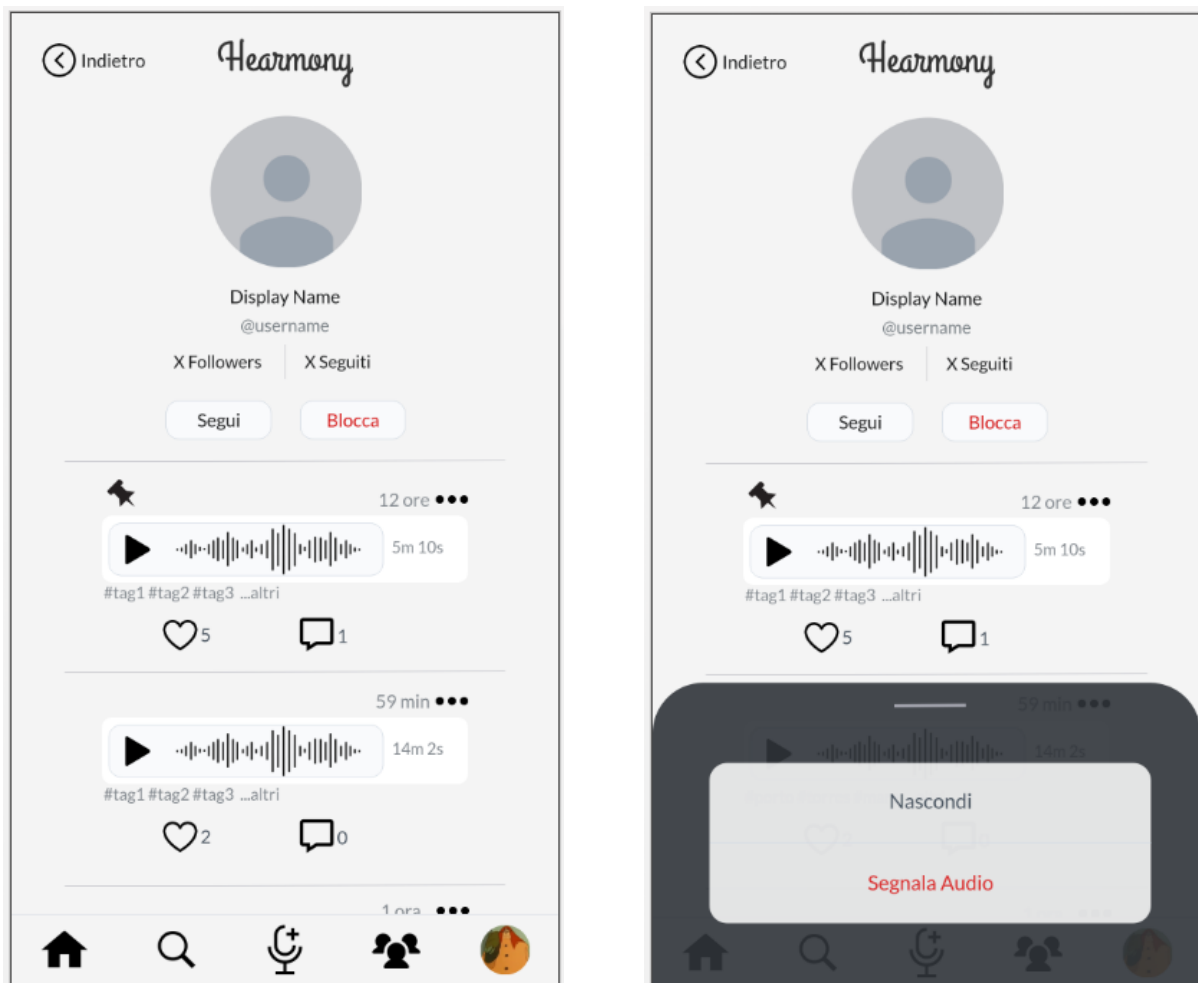 Indietro
Hearmony
Display Name
@username
X Followers X Seguiti
Segui Blocca
12 ore
5m 10s
#tag1 #tag2 #tag3 ...altri
5 1
59 min
14m 2s
#tag1 #tag2 #tag3 ...altri
2 0
1 ora
Indietro
Hearmony
Display Name
@username
X Followers X Seguiti
Segui Blocca
12 ore
5m 10s
#tag1 #tag2 #tag3 ...altri
5 1
59 min
14m 2s
Nascondi
Segnala Audio